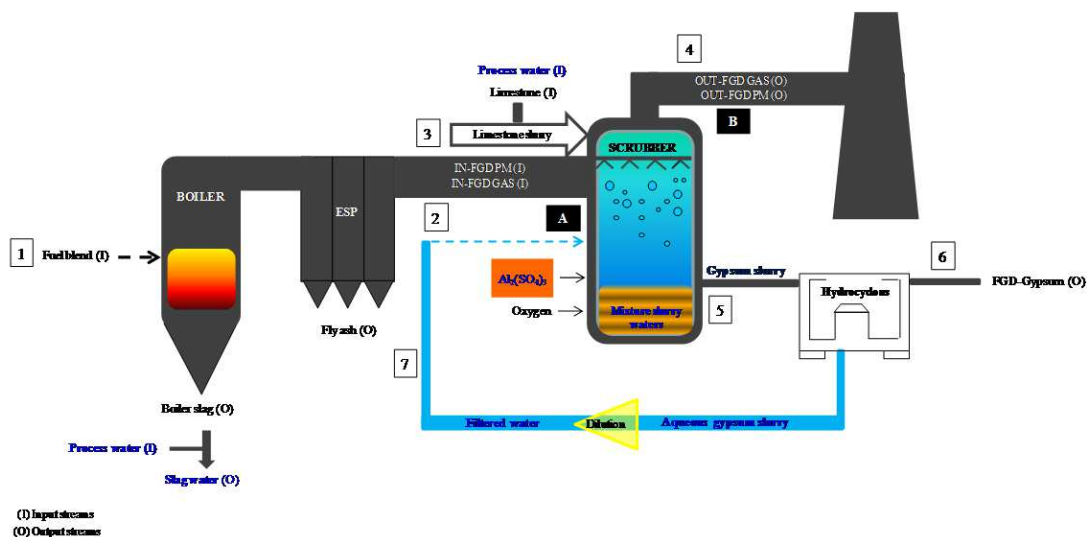 4
Process water (I)
Limestone (I)
OUT-FGD GAS (O)
OUT-FGD PM (O)
3
Limestone slurry
B
SCRUBBER
IN-FGD PM (I)
IN-FGD GAS (I)
BOILER
ESP
2
A
1
Fuel blend (I)
Al₂(SO₄)₃
Oxygen
Gypsum slurry
6
FGD-Gypsum (O)
Hydrocyclons
Mixture slurry
waters
5
Fly ash (O)
7
Boiler slag (O)
Filtered water
Dilution
Aqueous gypsum slurry
Process water (I)
Slag water (O)
(I) Input streams
(O) Output streams